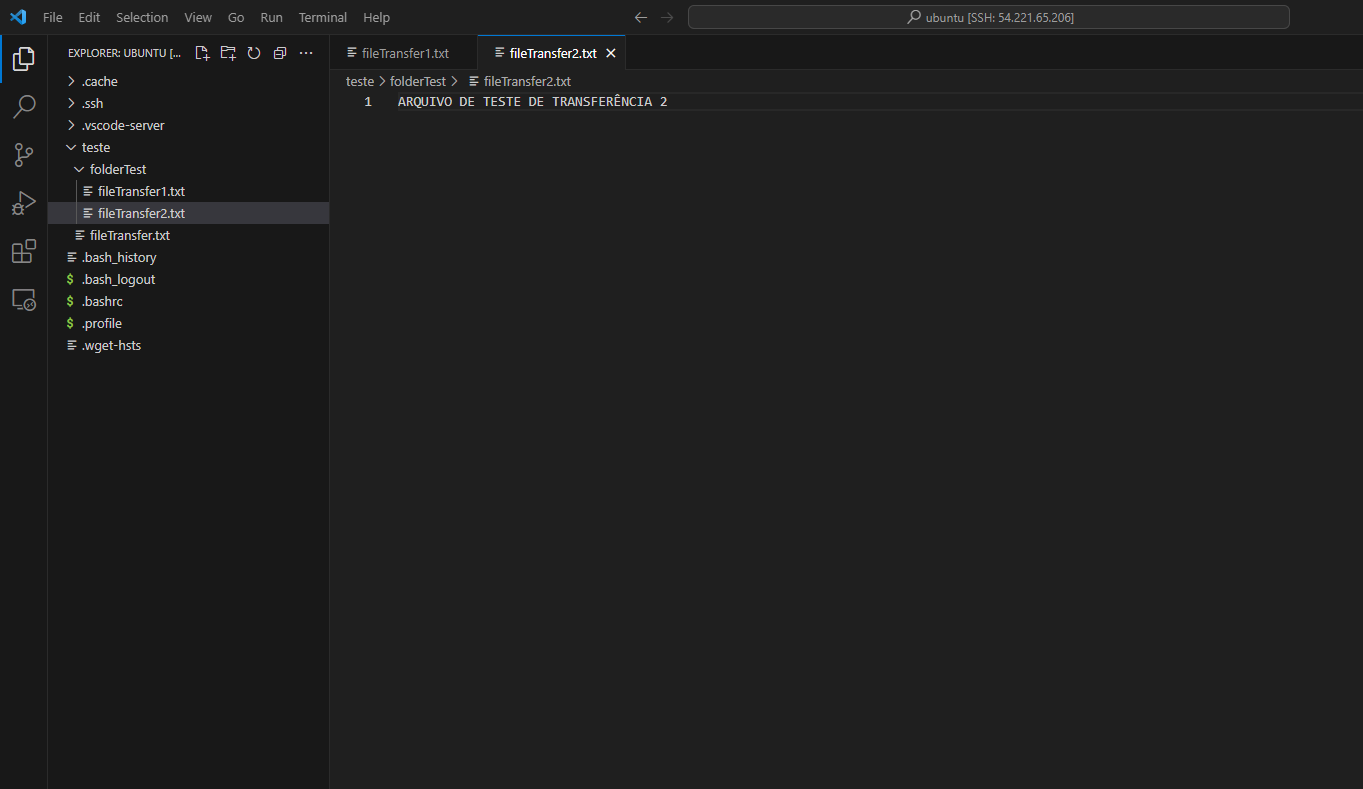 File Edit Selection View Go Run Terminal Help
ubuntu [SSH: 54.221.65.206]
EXPLORER: UBUNTU [...
.cache
.ssh
.vscode-server
teste
folderTest
fileTransfer1.txt
fileTransfer2.txt
fileTransfer.txt
.bash_history
$ .bash_logout
$ .bashrc
$ .profile
.wget-hsts
fileTransfer1.txt fileTransfer2.txt
teste > folderTest > fileTransfer2.txt
1 ARQUIVO DE TESTE DE TRANSFERÊNCIA 2